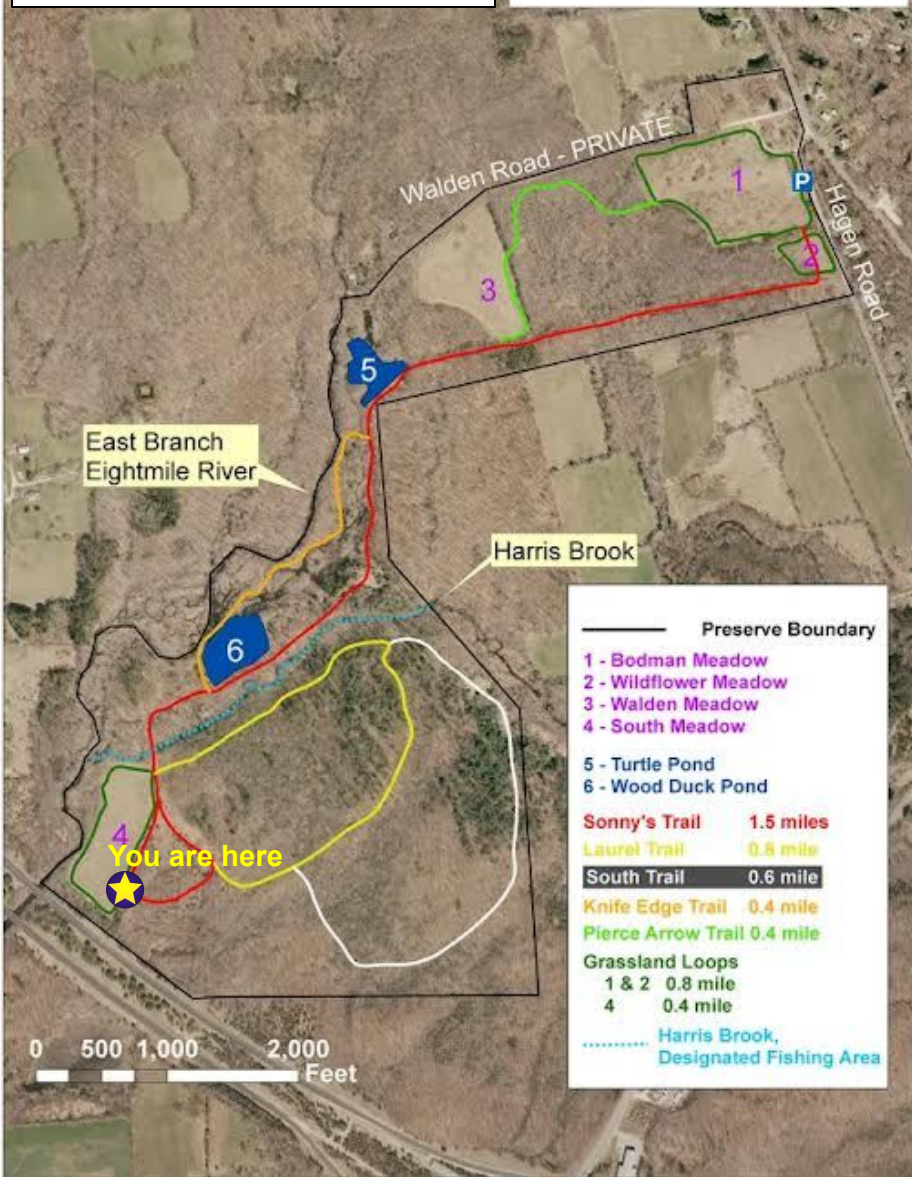 Walden Road - PRIVATE
1
P
Hagen Road
2
3
5
East Branch
Eightmile River
Harris Brook
6
4
You are here
Preserve Boundary
1 - Bodman Meadow
2 - Wildflower Meadow
3 - Walden Meadow
4 - South Meadow
5 - Turtle Pond
6 - Wood Duck Pond
Sonny's Trail 1.5 miles
Laurel Trail 0.8 mile
South Trail 0.6 mile
Knife Edge Trail 0.4 mile
Pierce Arrow Trail 0.4 mile
Grassland Loops
1 & 2 0.8 mile
4 0.4 mile
Harris Brook,
Designated Fishing Area
0 500 1,000 2,000
Feet